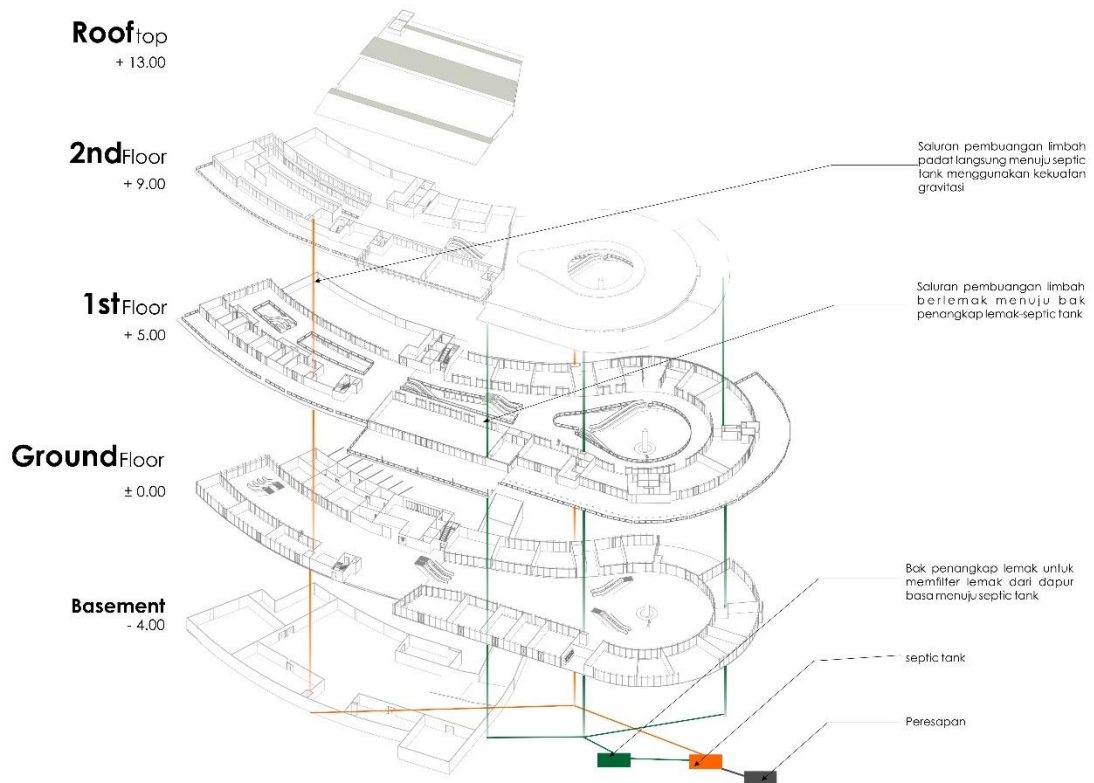 Rooftop
+ 13.00
2ndFloor
+ 9.00
Saluran pembuangan limbah
padat langsung menuju septic
tank menggunakan kekuatan
gravitasi
1stFloor
+ 5.00
Saluran pembuangan limbah
berlemak menuju bak
penangkap lemak-septic tank
GroundFloor
± 0.00
Bak penangkap lemak untuk
memfilter lemak dari dapur
basa menuju septic tank
Basement
- 4.00
septic tank
Peresapan